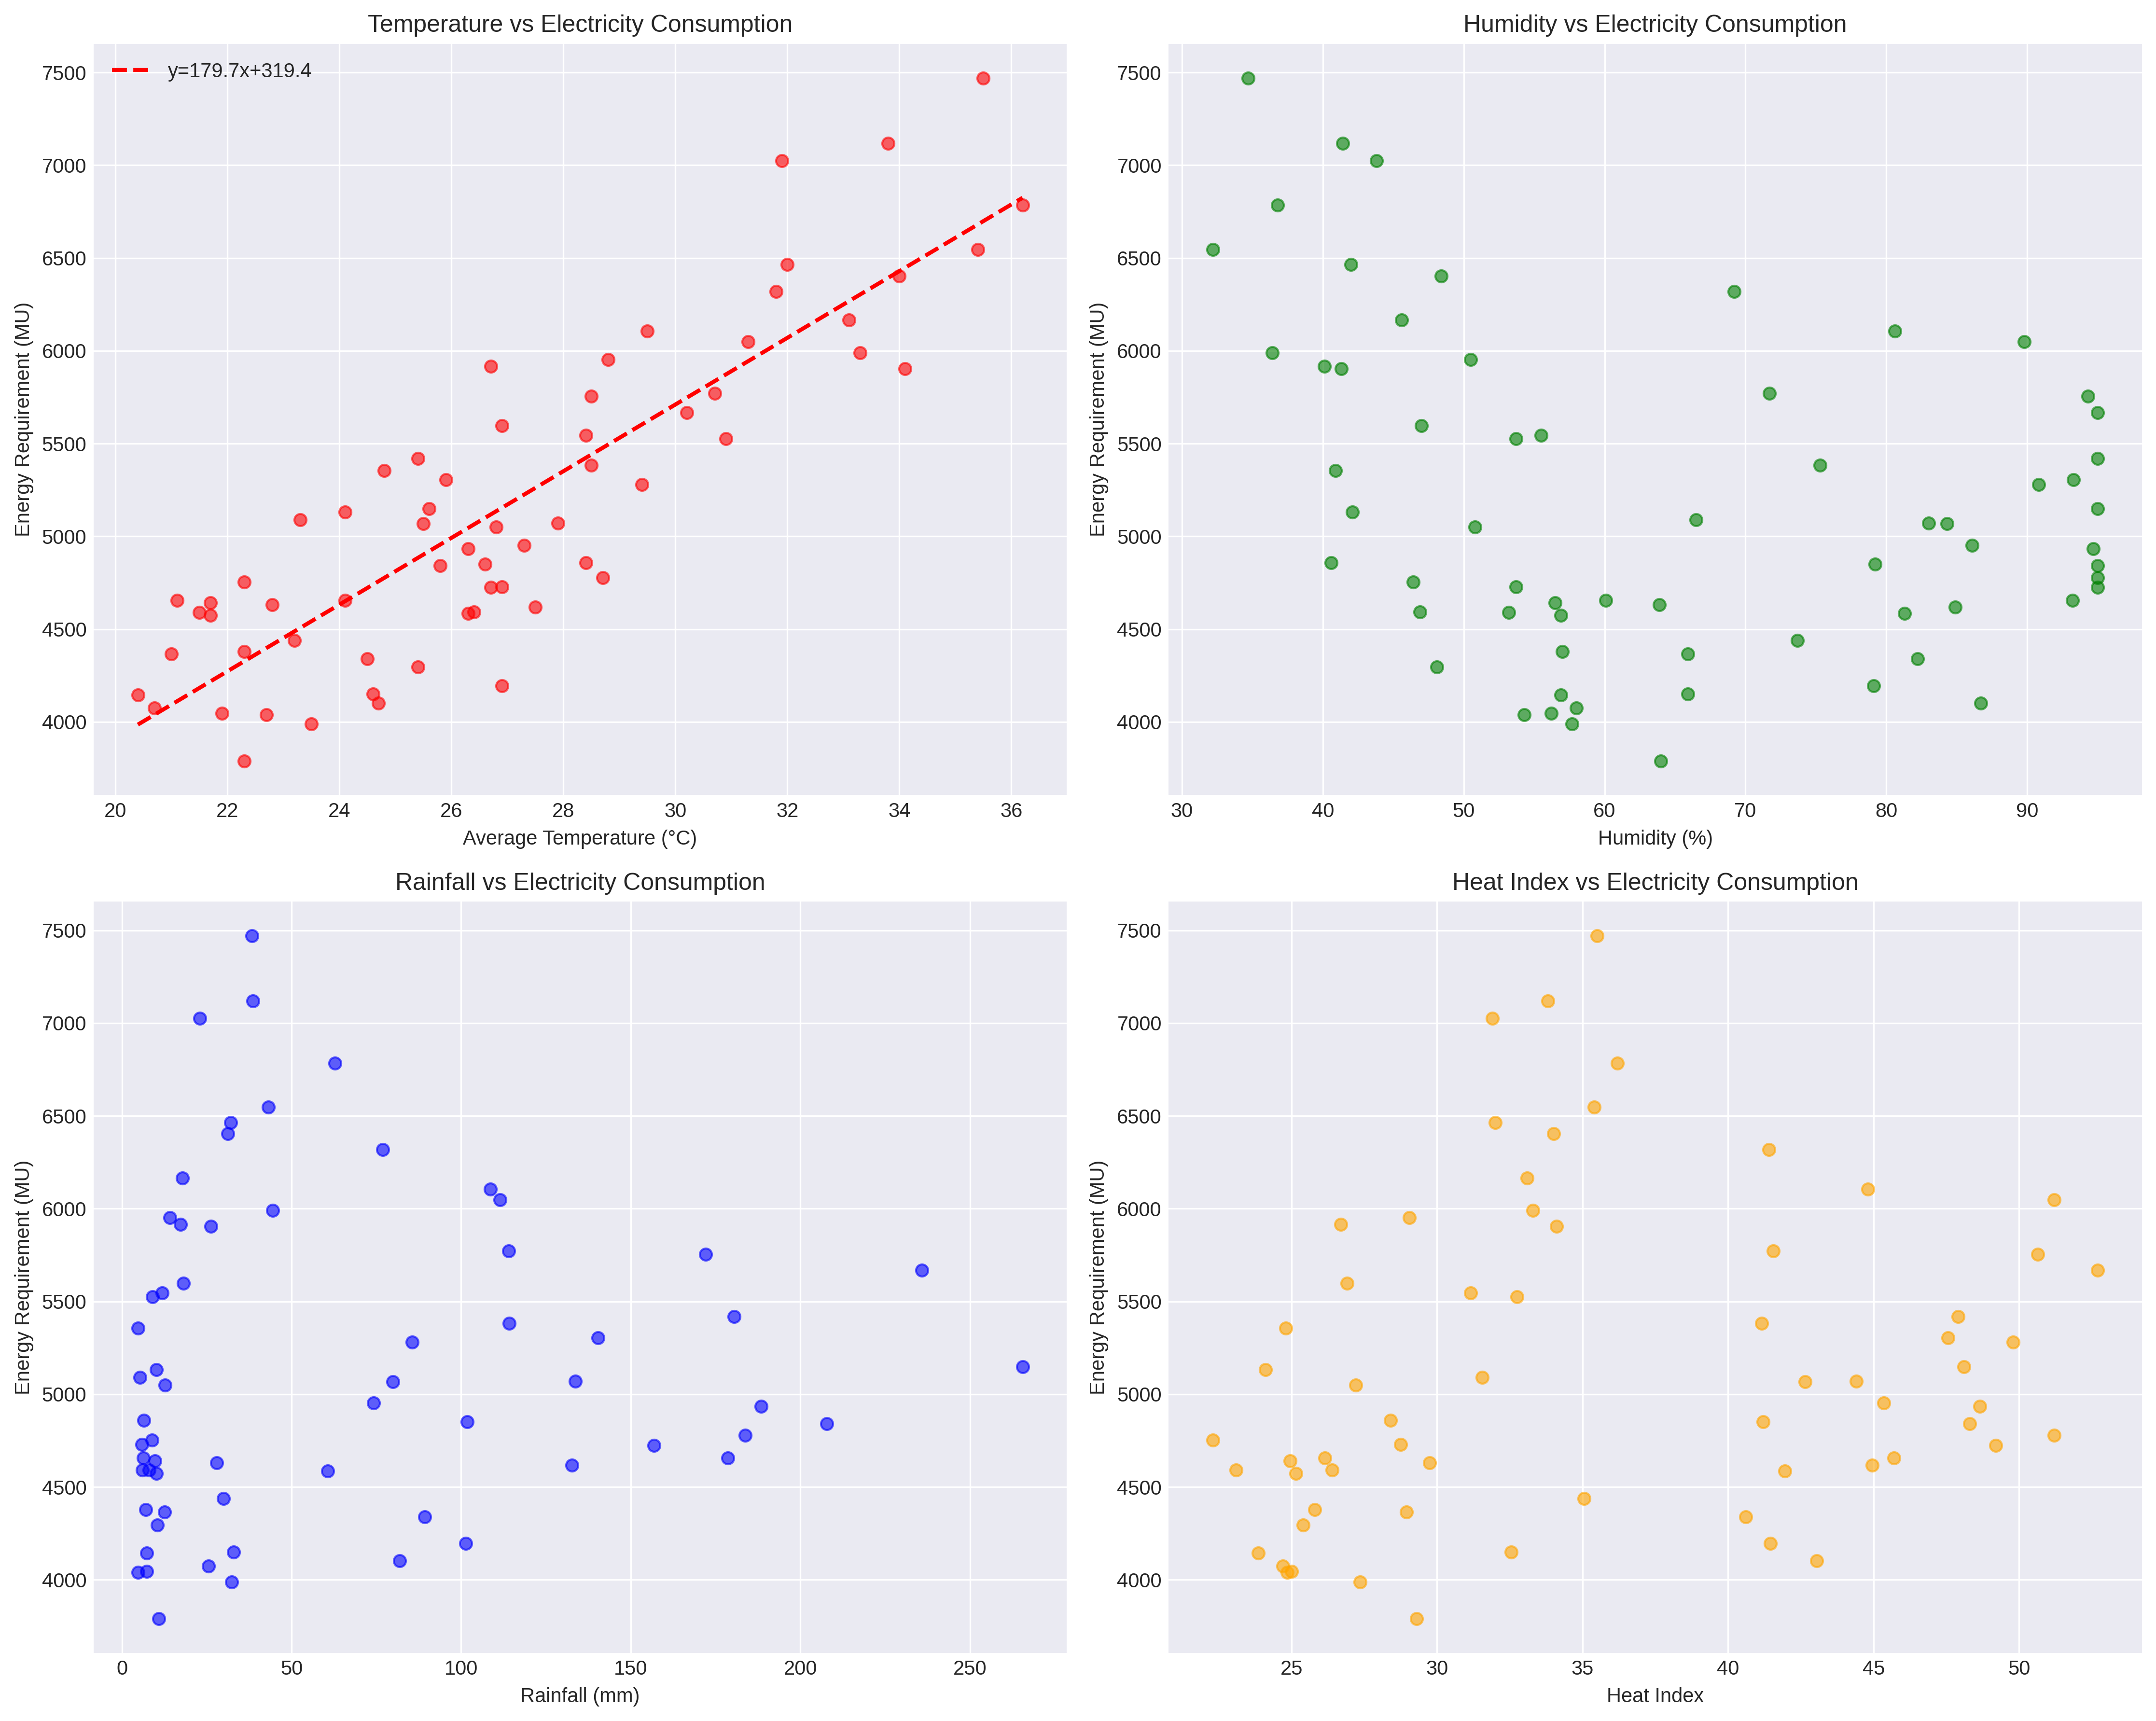 Temperature vs Electricity Consumption
y=179.7x+319.4
7500
7000
6500
6000
5500
5000
4500
4000
Energy Requirement (MU)
20 22 24 26 28 30 32 34 36
Average Temperature (°C)
Humidity vs Electricity Consumption
7500
7000
6500
6000
5500
5000
4500
4000
Energy Requirement (MU)
30 40 50 60 70 80 90
Humidity (%)
Rainfall vs Electricity Consumption
7500
7000
6500
6000
5500
5000
4500
4000
Energy Requirement (MU)
0 50 100 150 200 250
Rainfall (mm)
Heat Index vs Electricity Consumption
7500
7000
6500
6000
5500
5000
4500
4000
Energy Requirement (MU)
25 30 35 40 45 50
Heat Index